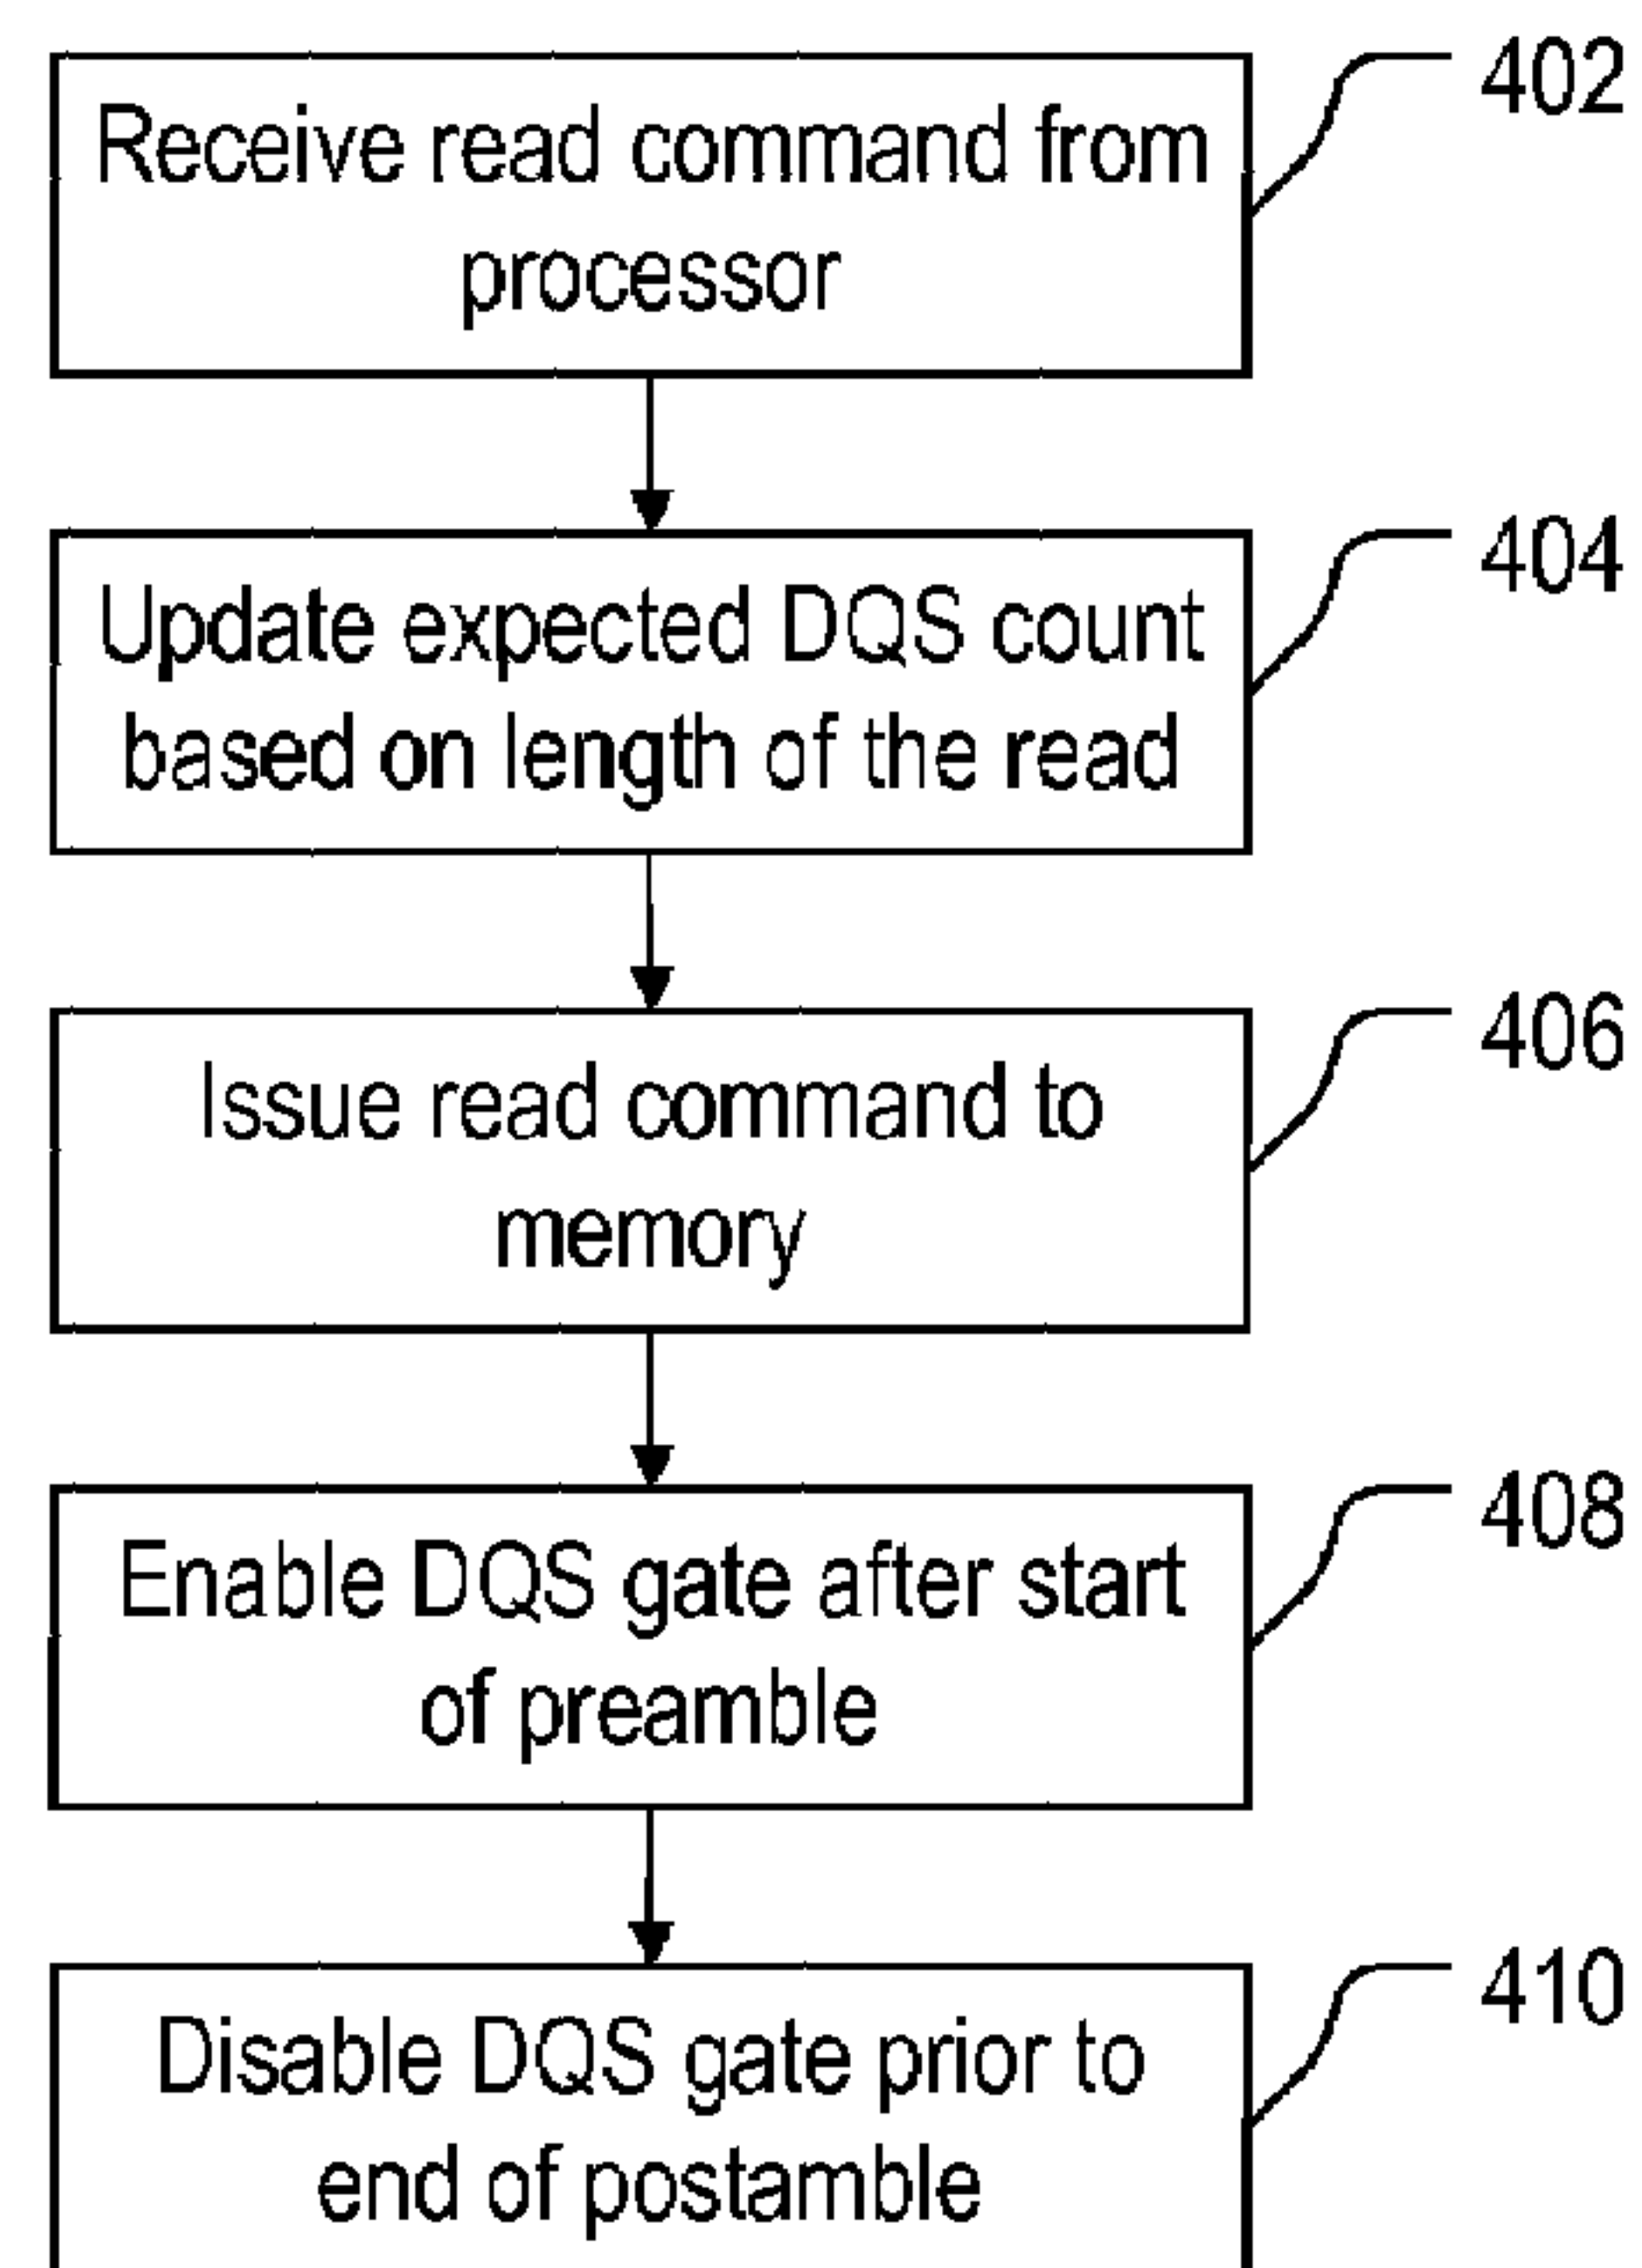 402
Receive read command from
processor
404
Update expected DQS count
based on length of the read
406
Issue read command to
memory
408
Enable DQS gate after start
of preamble
410
Disable DQS gate prior to
end of postamble